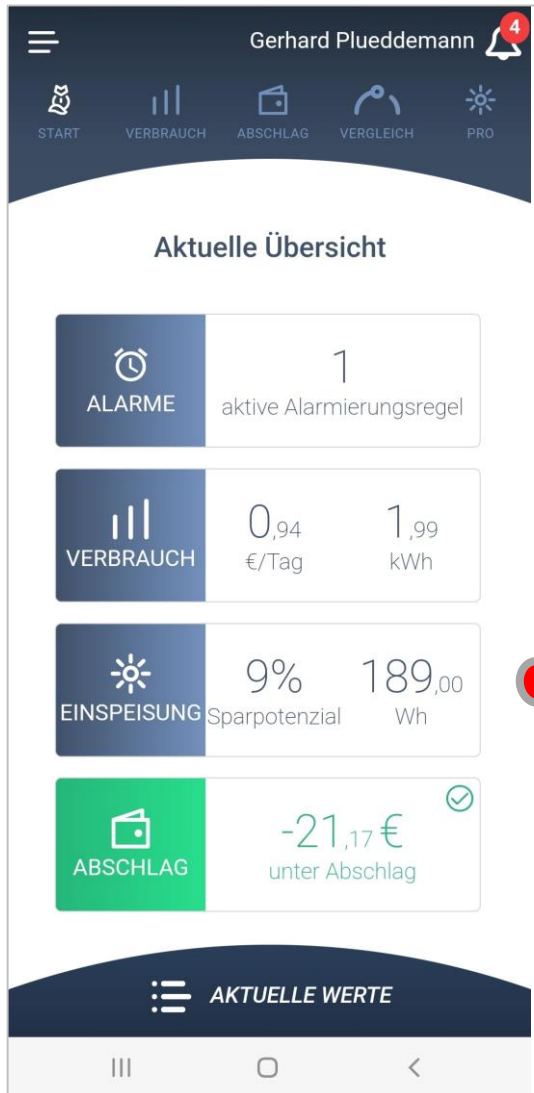 Gerhard Plueddemann
4
START VERBRAUCH ABSCHLAG VERGLEICH PRO
Aktuelle Übersicht
ALARME
1
aktive Alarmierungsregel
VERBRAUCH
0,94 1,99
€/Tag kWh
EINSPEISUNG
9% 189,00
Sparpotenzial Wh
ABSCHLAG
-21,17 €
unter Abschlag
AKTUELLE WERTE